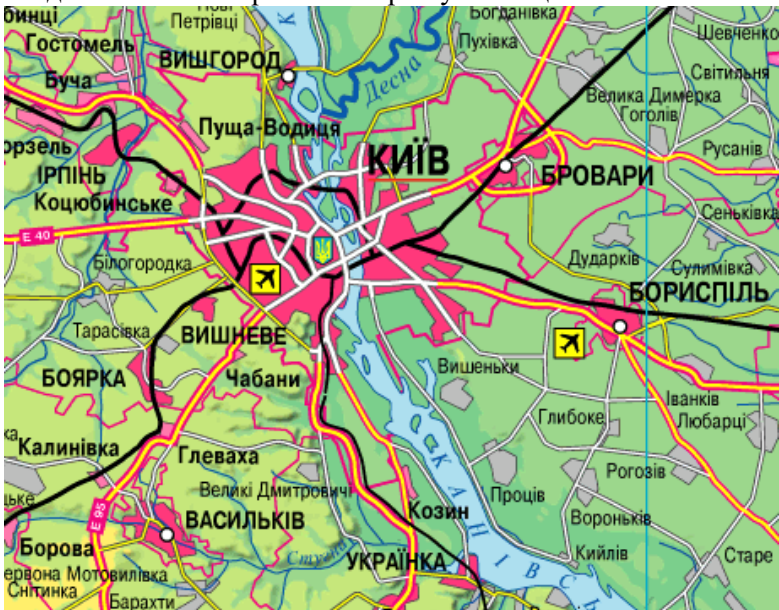 Богданівка
Петрівці
К
Гостомель
Пухівка
Шевченко
ВИШГОРОД
Буча
Десна
Світильня
Велика Димерка
Гоголів
Пуща-Водиця
КИЇВ
Русанів
ІРПІНЬ
БРОВАРИ
Коцюбинське
Сеньківка
E 40
Білогородка
Дударків
Сулимівка
БОРИСПІЛЬ
Тарасівка
ВИШНЕВЕ
Вишеньки
БОЯРКА
Чабани
Іванків
Глибоке
Любарці
Калинівка
Глеваха
Рогозів
Великі Дмитровичі
Проців
E 95
ВАСИЛЬКІВ
Козин
Вороньків
КАНІВСЬ
Борова
Стугна
УКРАЇНКА
Кийлів
Старе
Мотовилівка
Снітинка
Барахти